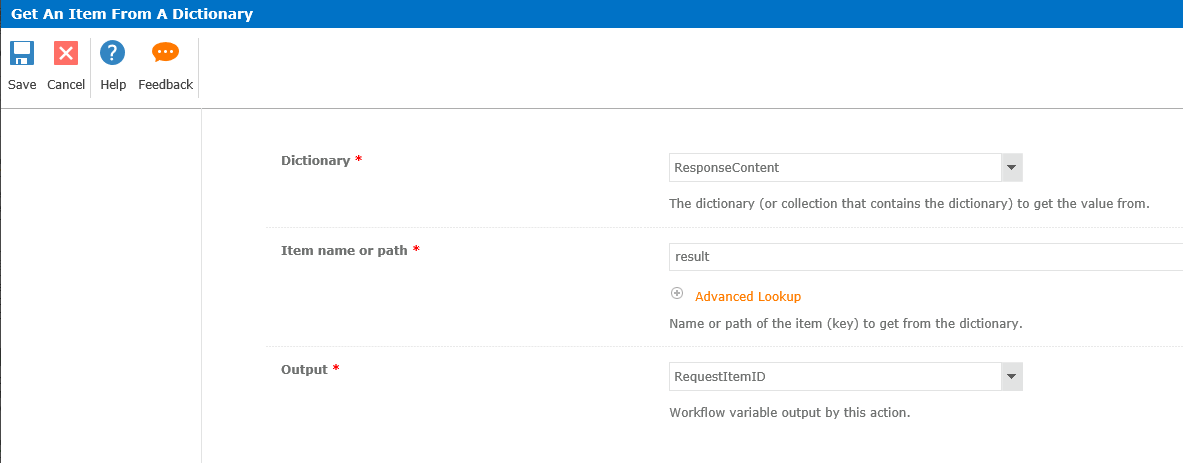 Get An Item From A Dictionary
Save Cancel Help Feedback
Dictionary *
ResponseContent
The dictionary (or collection that contains the dictionary) to get the value from.
Item name or path *
result
Advanced Lookup
Name or path of the item (key) to get from the dictionary.
Output *
RequestItemID
Workflow variable output by this action.